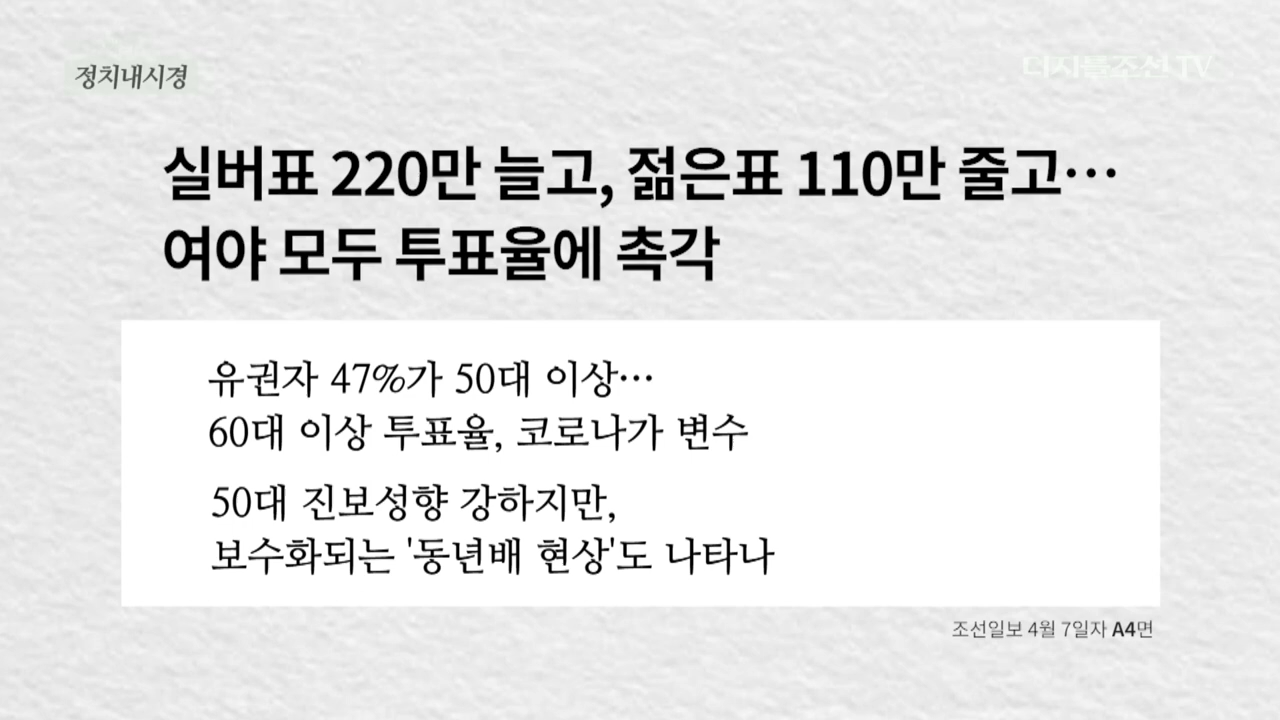 정치내시경
디지틀조선TV
실버표 220만 늘고, 젊은표 110만 줄고…
여야 모두 투표율에 촉각
유권자 47%가 50대 이상…
60대 이상 투표율, 코로나가 변수
50대 진보성향 강하지만,
보수화되는 '동년배 현상'도 나타나
조선일보 4월 7일자 A4면